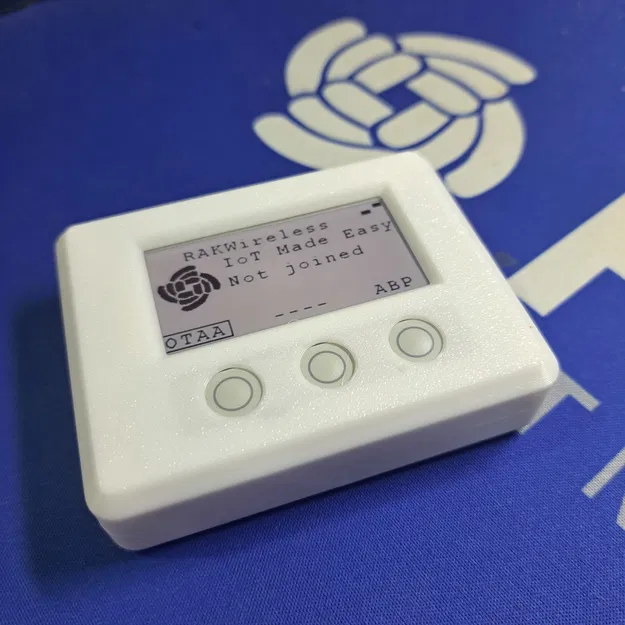 RAKWireless
IoT Made Easy
Not joined
----
ABP
OTAA